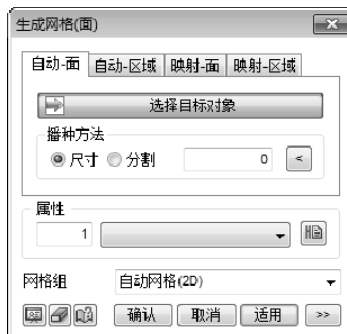 生成网格(面)
自动-面 自动-区域 映射-面 映射-区域
选择目标对象
播种方法
尺寸 分割 0 <
属性
1
网格组 自动网格(2D)
确认 取消 适用 >>